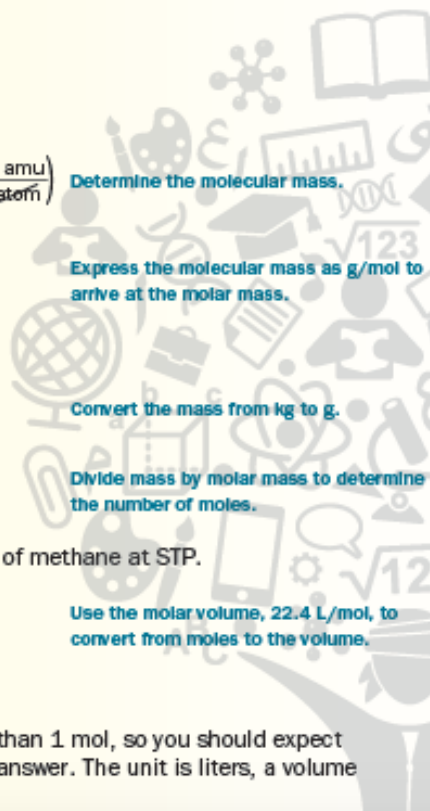 amu
atom
Determine the molecular mass.
Express the molecular mass as g/mol to
arrive at the molar mass.
Convert the mass from kg to g.
Divide mass by molar mass to determine
the number of moles.
of methane at STP.
Use the molar volume, 22.4 L/mol, to
convert from moles to the volume.
than 1 mol, so you should expect
answer. The unit is liters, a volume
√123
a b c
√12
ABC